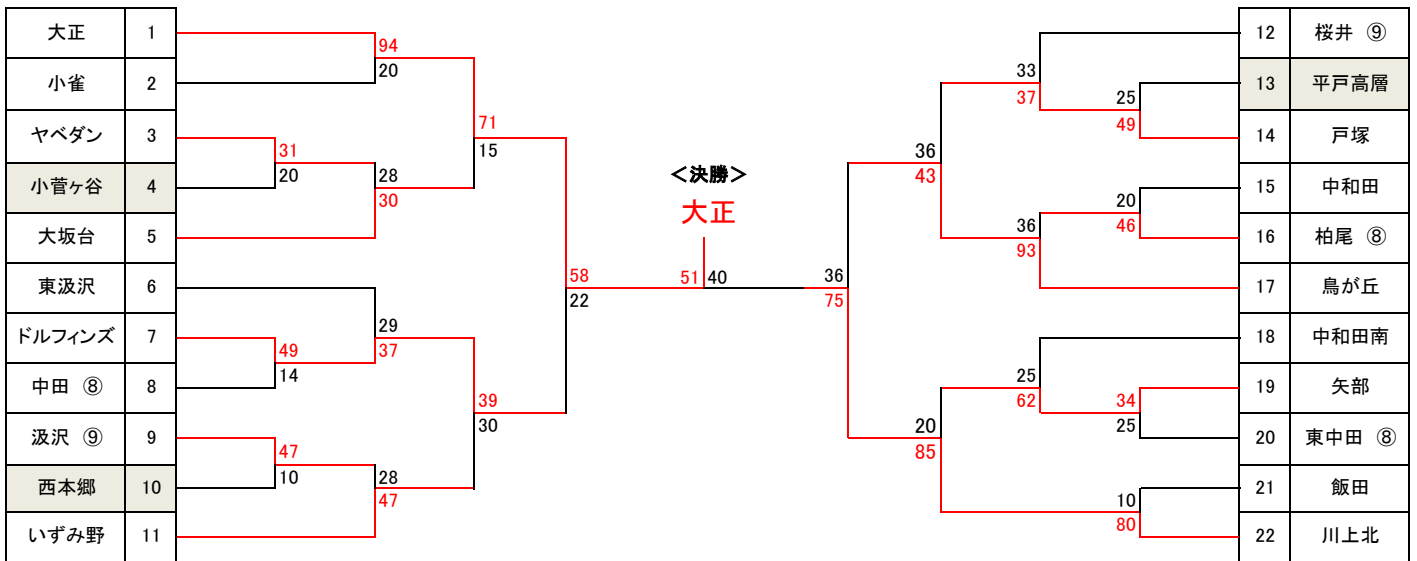 大正 1
小雀 2
ヤベダン 3
小菅ヶ谷 4
大坂台 5
東汲沢 6
ドルフィンズ 7
中田 ⑧ 8
汲沢 ⑨ 9
西本郷 10
いずみ野 11
94
20
31
20
28
30
71
15
29
37
49
14
47
10
28
47
39
30
58
22
＜決勝＞
大正
51 40
36
75
36
43
20
85
33
37
25
49
20
46
36
93
25
62
34
25
10
80
12 桜井 ⑨
13 平戸高層
14 戸塚
15 中和田
16 柏尾 ⑧
17 鳥が丘
18 中和田南
19 矢部
20 東中田 ⑧
21 飯田
22 川上北